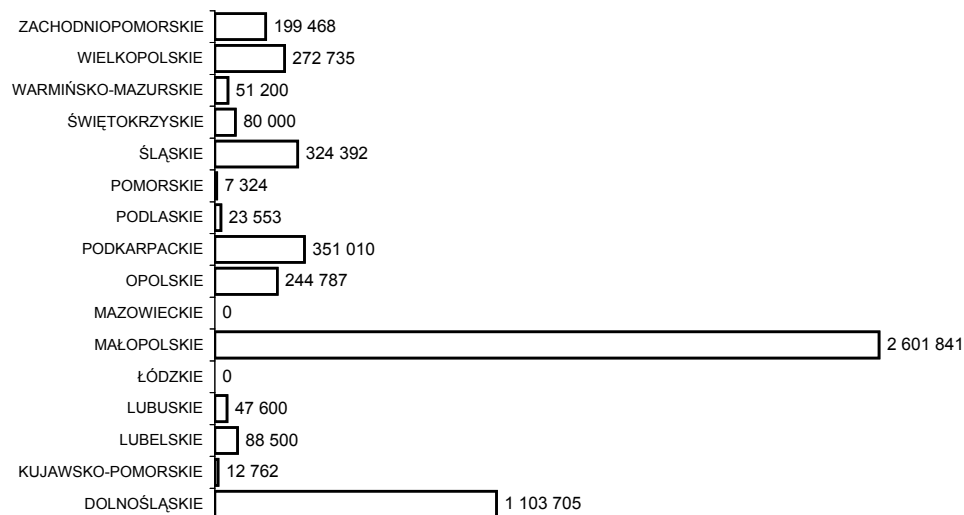 ZACHODNIOPOMORSKIE 199 468
WIELKOPOLSKIE 272 735
WARMIŃSKO-MAZURSKIE 51 200
ŚWIĘTOKRZYSKIE 80 000
ŚLĄSKIE 324 392
POMORSKIE 7 324
PODLASKIE 23 553
PODKARPACKIE 351 010
OPOLSKIE 244 787
MAZOWIECKIE 0
MAŁOPOLSKIE 2 601 841
ŁÓDZKIE 0
LUBUSKIE 47 600
LUBELSKIE 88 500
KUJAWSKO-POMORSKIE 12 762
DOLNOŚLĄSKIE 1 103 705